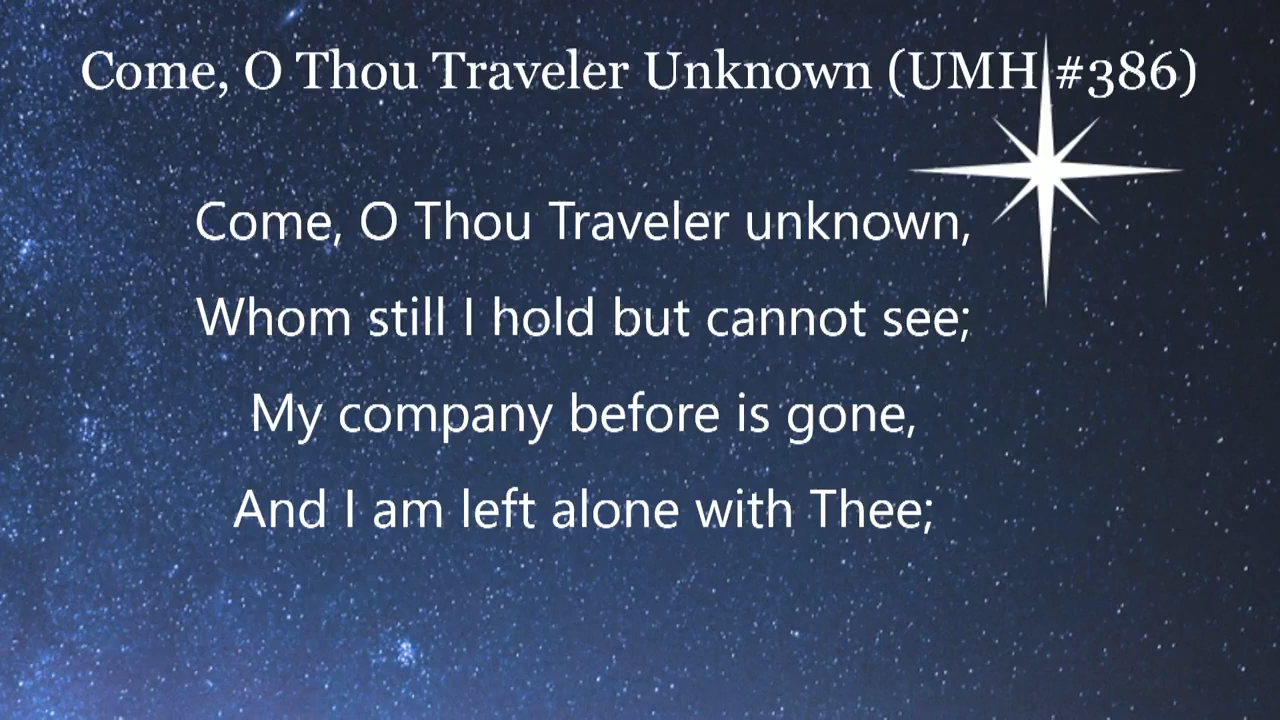 Come, O Thou Traveler Unknown (UMH #386)
Come, O Thou Traveler unknown,
Whom still I hold but cannot see;
My company before is gone,
And I am left alone with Thee;